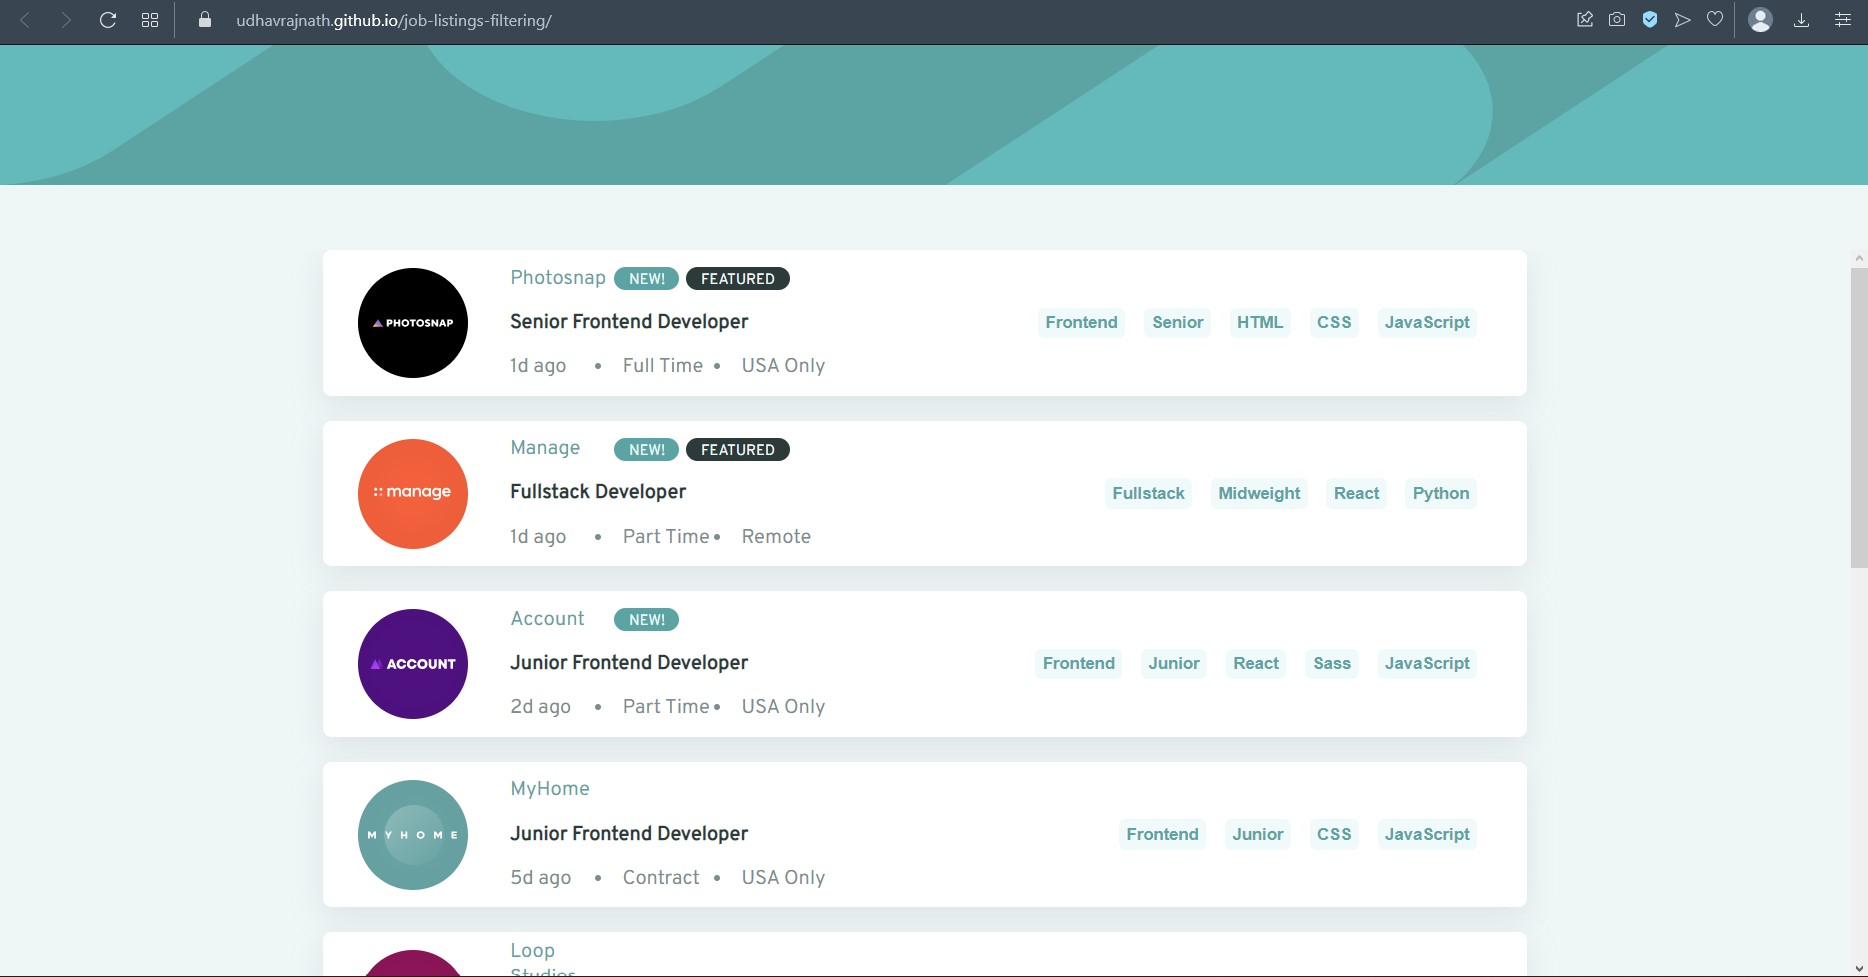 udhavrajnath.github.io/job-listings-filtering/
PHOTOSNAP
Photosnap NEW! FEATURED
Senior Frontend Developer
1d ago • Full Time • USA Only
Frontend Senior HTML CSS JavaScript
manage
Manage NEW! FEATURED
Fullstack Developer
1d ago • Part Time • Remote
Fullstack Midweight React Python
ACCOUNT
Account NEW!
Junior Frontend Developer
2d ago • Part Time • USA Only
Frontend Junior React Sass JavaScript
MYHOME
MyHome
Junior Frontend Developer
5d ago • Contract • USA Only
Frontend Junior CSS JavaScript
Loop
Studios